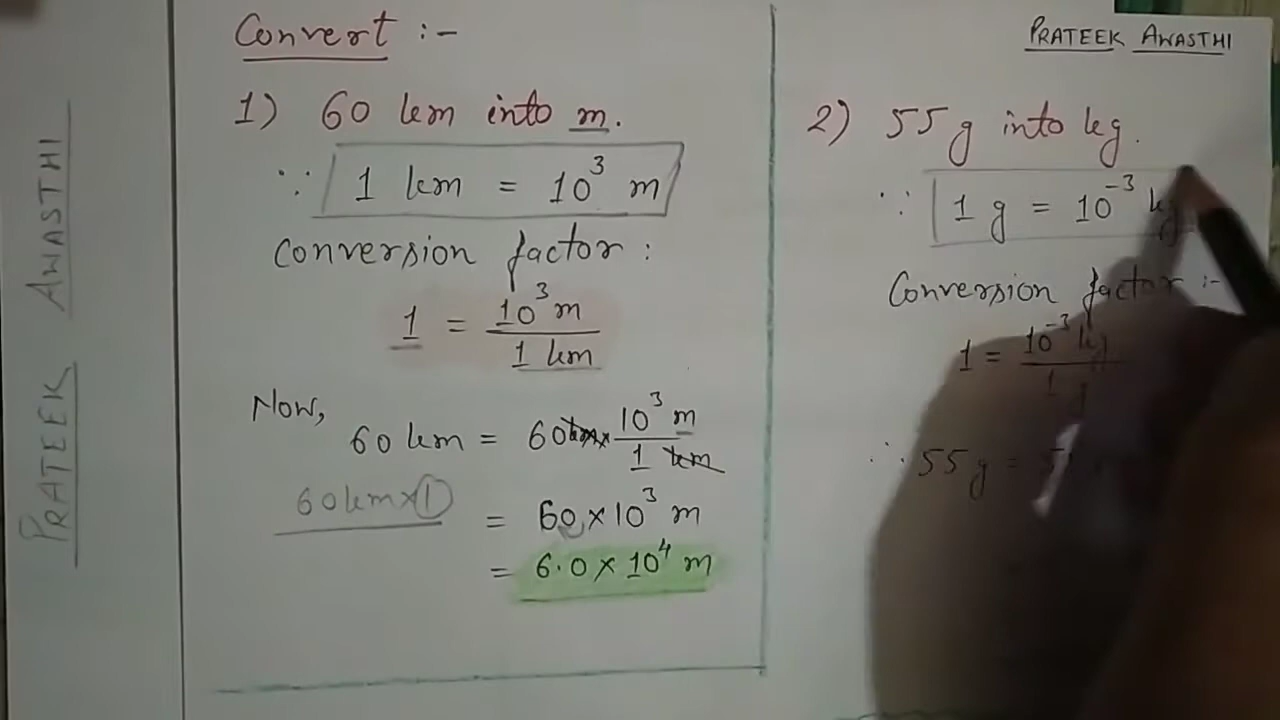 Convert :-
1) 60 km into m.
∵ 1 km = 10³ m
Conversion factor :
1 = 10³ m / 1 km
Now,
60 km = 60 km × 10³ m / 1 km
60 km × 1
= 60 × 10³ m
= 6.0 × 10⁴ m
PRATEEK AWASTHI
2) 55 g into kg.
∵ 1 g = 10⁻³ kg
Conversion factor :-
1 = 10⁻³ kg / 1 g
∴ 55 g =
PRATEEK AWASTHI